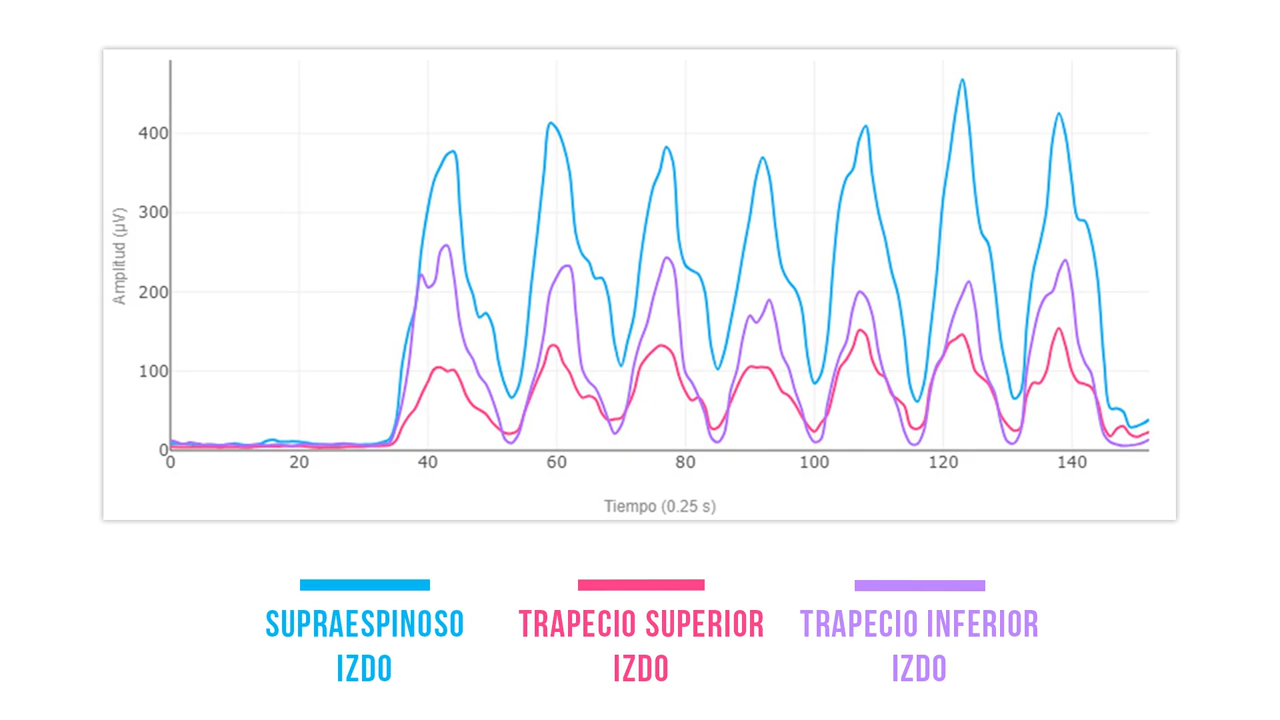 400
300
200
100
0
Amplitud (µV)
0 20 40 60 80 100 120 140
Tiempo (0.25 s)
SUPRAESPINOSO
IZDO
TRAPECIO SUPERIOR
IZDO
TRAPECIO INFERIOR
IZDO